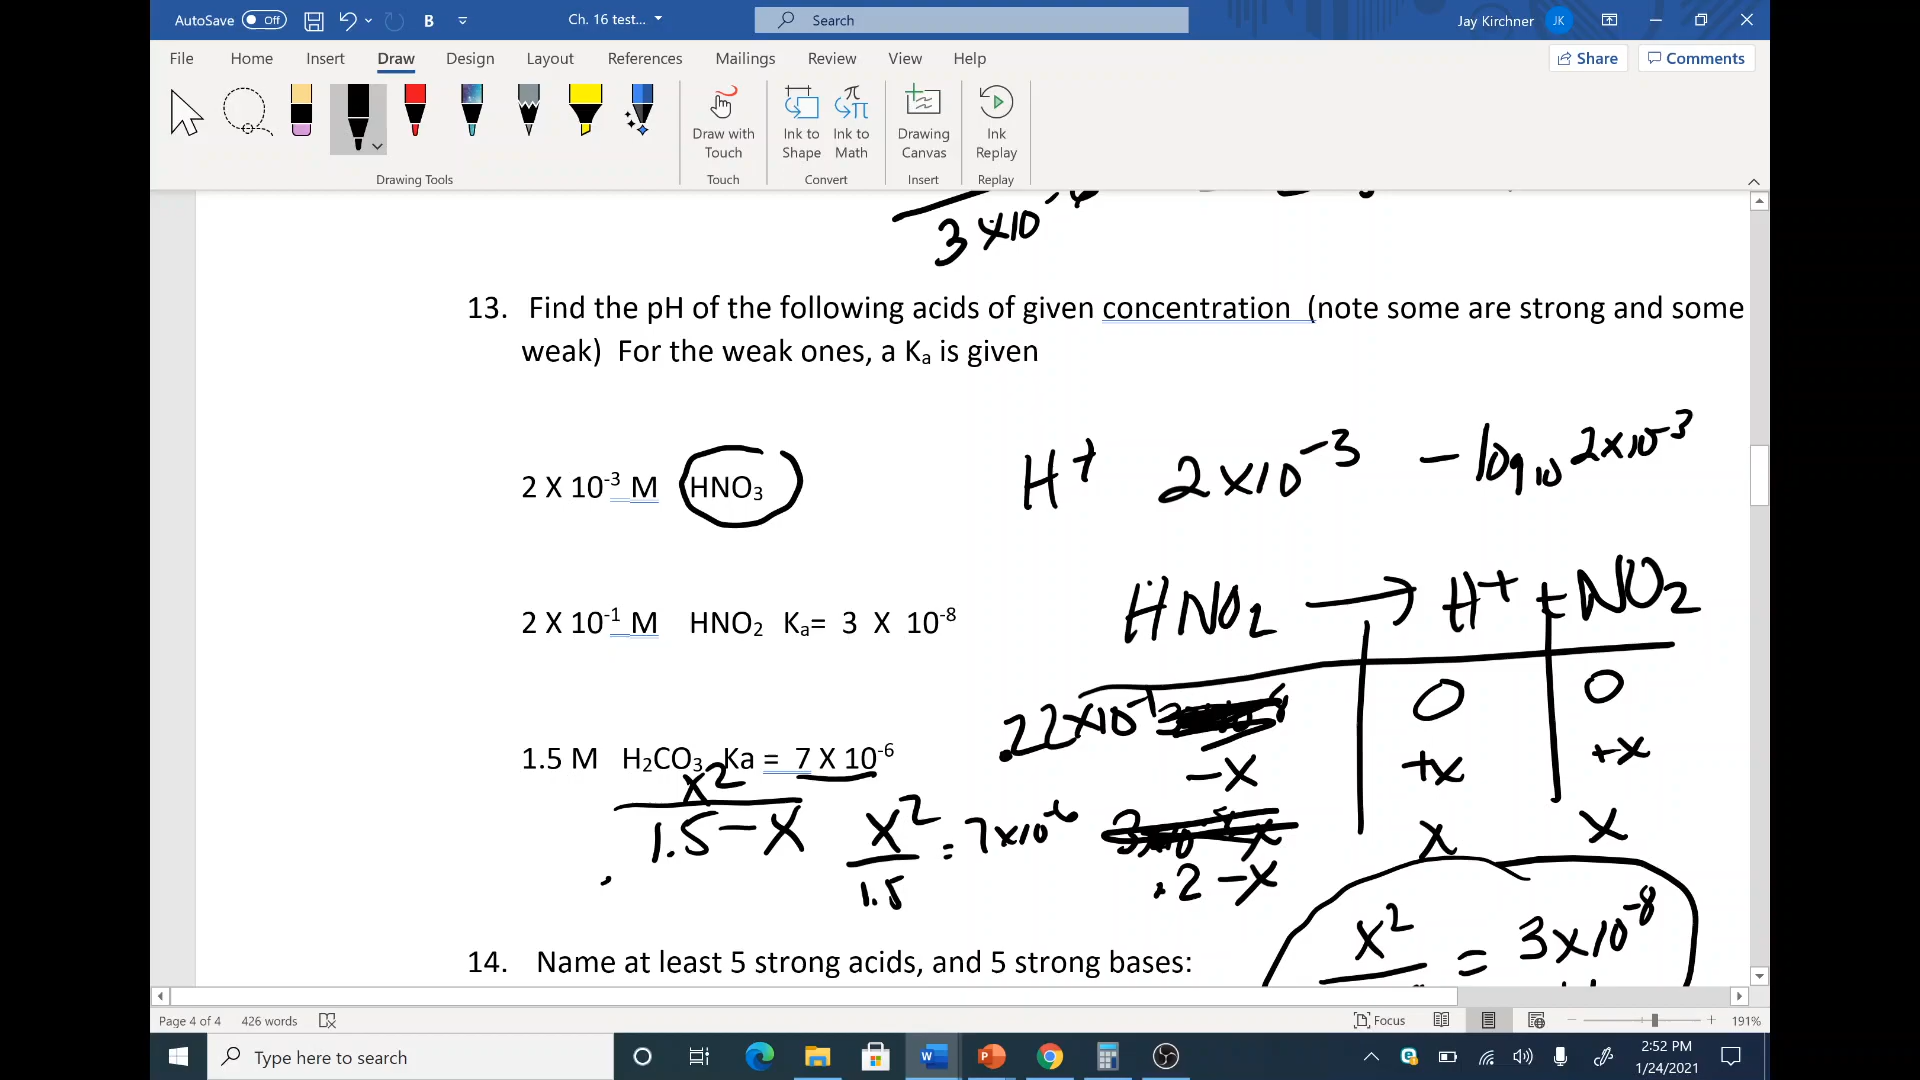 AutoSave Off B Ch. 16 test... Search Jay Kirchner JK
File Home Insert Draw Design Layout References Mailings Review View Help Share Comments
Draw with Touch Ink to Shape Ink to Math Drawing Canvas Ink Replay
Drawing Tools Touch Convert Insert Replay
3 x10
13. Find the pH of the following acids of given concentration (note some are strong and some
weak) For the weak ones, a Ka is given
H+ 2x10-3 -log10 2x10-3
2 X 10-3 M HNO3
HNO2 → H+ + NO2
2 X 10-1 M HNO2 Ka= 3 X 10-8
.22x10-1 0 0
1.5 M H2CO3 Ka = 7 X 10-6
-x +x +x
x2
1.5-x
x2
1.5
= 7x10-6
x x
.2-x
x2 = 3x10-8
14. Name at least 5 strong acids, and 5 strong bases:
Page 4 of 4 426 words Focus 191%
Type here to search 2:52 PM
1/24/2021